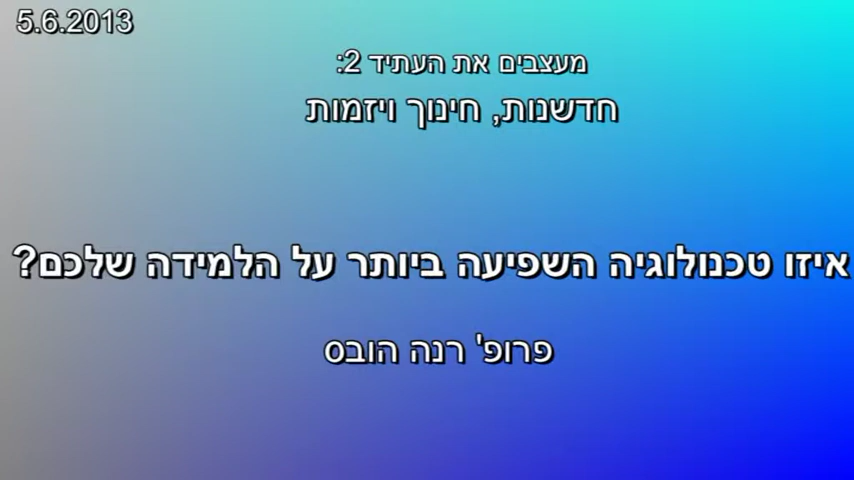 5.6.2013
מעצבים את העתיד 2:
חדשנות, חינוך ויזמות
איזו טכנולוגיה השפיעה ביותר על הלמידה שלכם?
פרופ' רנה הובס